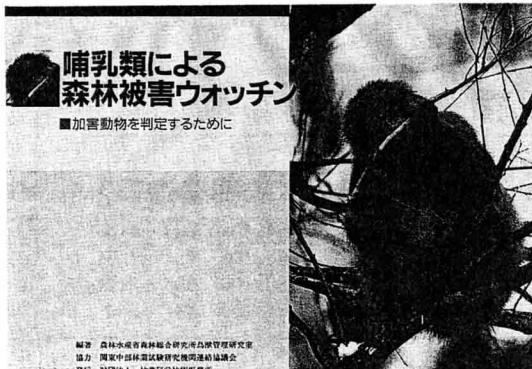 哺乳類による
森林被害ウォッチン
■加害動物を判定するために
編著 農林水産省森林総合研究所鳥獣管理研究室
協力 関東中部林業試験研究機関連絡協議会